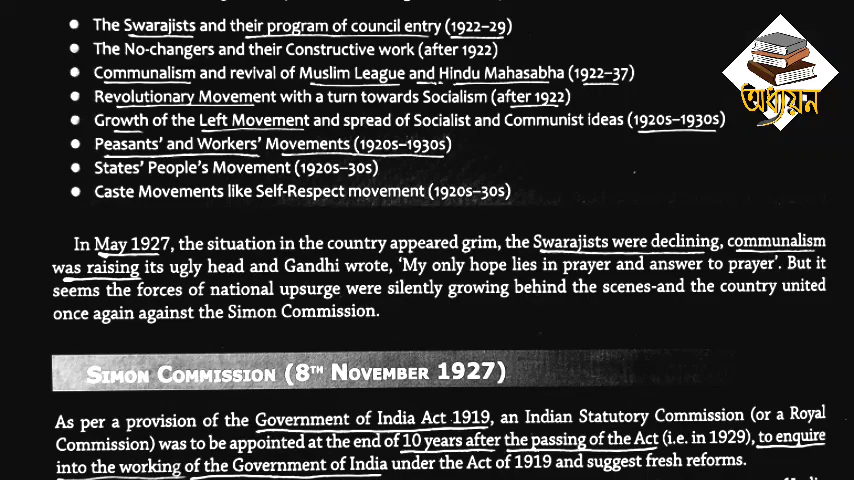 • The Swarajists and their program of council entry (1922–29)
• The No-changers and their Constructive work (after 1922)
• Communalism and revival of Muslim League and Hindu Mahasabha (1922–37)
• Revolutionary Movement with a turn towards Socialism (after 1922)
• Growth of the Left Movement and spread of Socialist and Communist ideas (1920s–1930s)
• Peasants' and Workers' Movements (1920s–1930s)
• States' People's Movement (1920s–30s)
• Caste Movements like Self-Respect movement (1920s–30s)
অধ্যয়ন
In May 1927, the situation in the country appeared grim, the Swarajists were declining, communalism
was raising its ugly head and Gandhi wrote, 'My only hope lies in prayer and answer to prayer'. But it
seems the forces of national upsurge were silently growing behind the scenes-and the country united
once again against the Simon Commission.
SIMON COMMISSION (8TH NOVEMBER 1927)
As per a provision of the Government of India Act 1919, an Indian Statutory Commission (or a Royal
Commission) was to be appointed at the end of 10 years after the passing of the Act (i.e. in 1929), to enquire
into the working of the Government of India under the Act of 1919 and suggest fresh reforms.